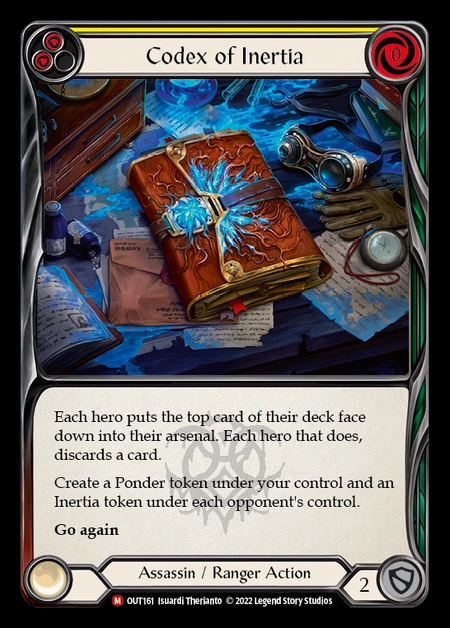 Codex of Inertia
0
Each hero puts the top card of their deck face
down into their arsenal. Each hero that does,
discards a card.
Create a Ponder token under your control and an
Inertia token under each opponent's control.
Go again
Assassin / Ranger Action
2
M OUT161 Isuardi Therianto © 2022 Legend Story Studios